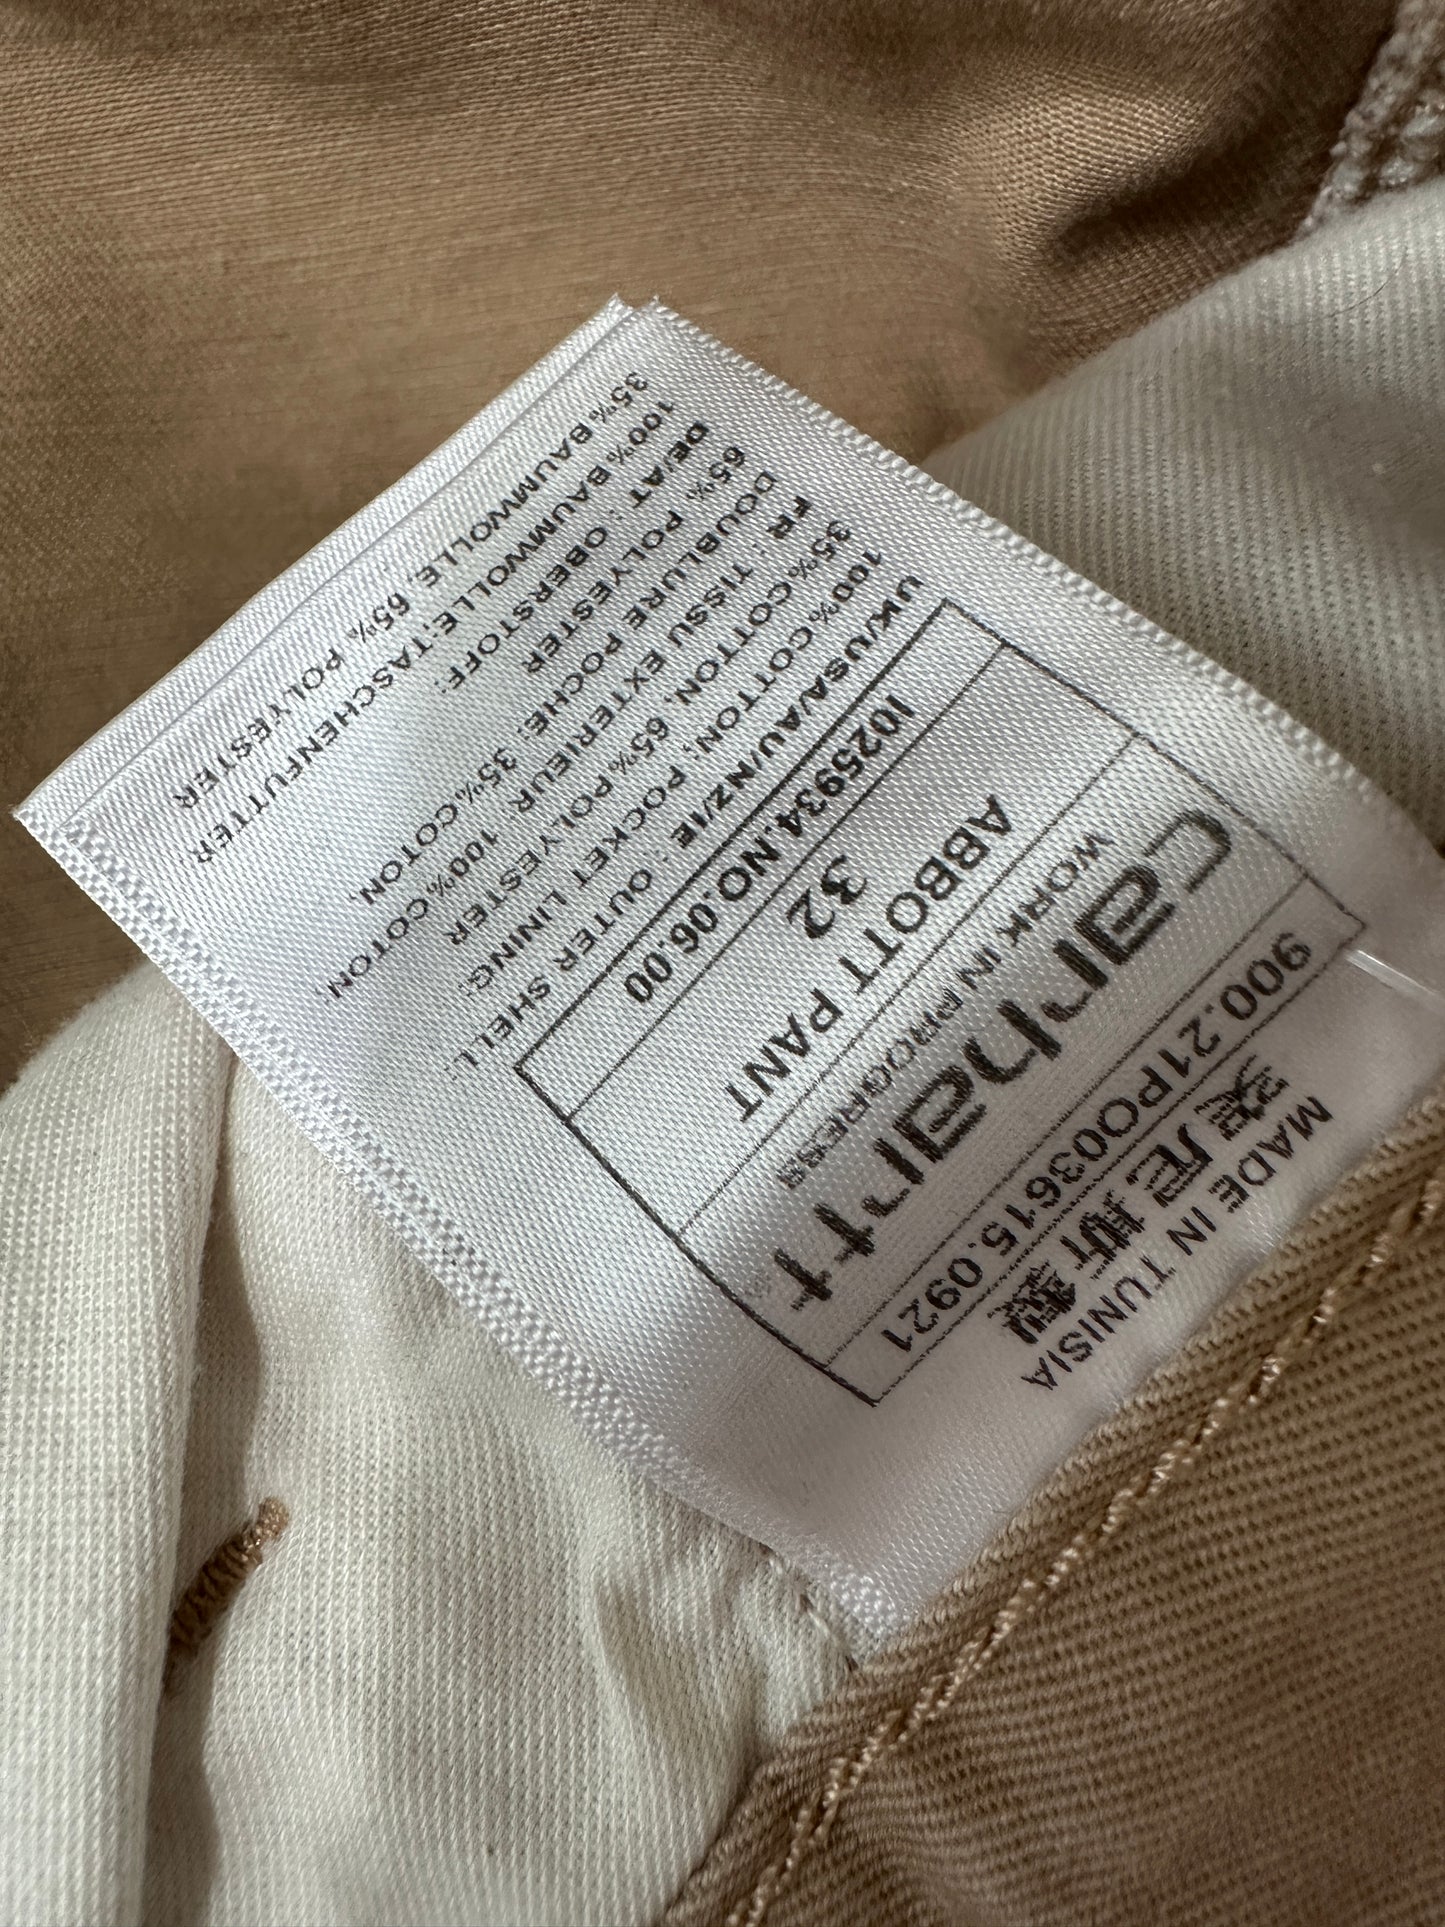 MADE IN TUNISIA
突尼斯製
900.21PO003615.0921
carhartt
WORK IN PROGRESS
ABBOTT PANT
32
I025934.NO.06.00
UK/USA/AU/NZ/IE : OUTER SHELL:
100% COTTON; POCKET LINING:
35% COTTON, 65% POLYESTER
FR : TISSU EXTERIEUR: 100% COTON
DOUBLURE POCHE: 35% COTON,
65% POLYESTER
DE/AT : OBERSTOFF:
100% BAUMWOLLE; TASCHENFUTTER:
35% BAUMWOLLE, 65% POLYESTER